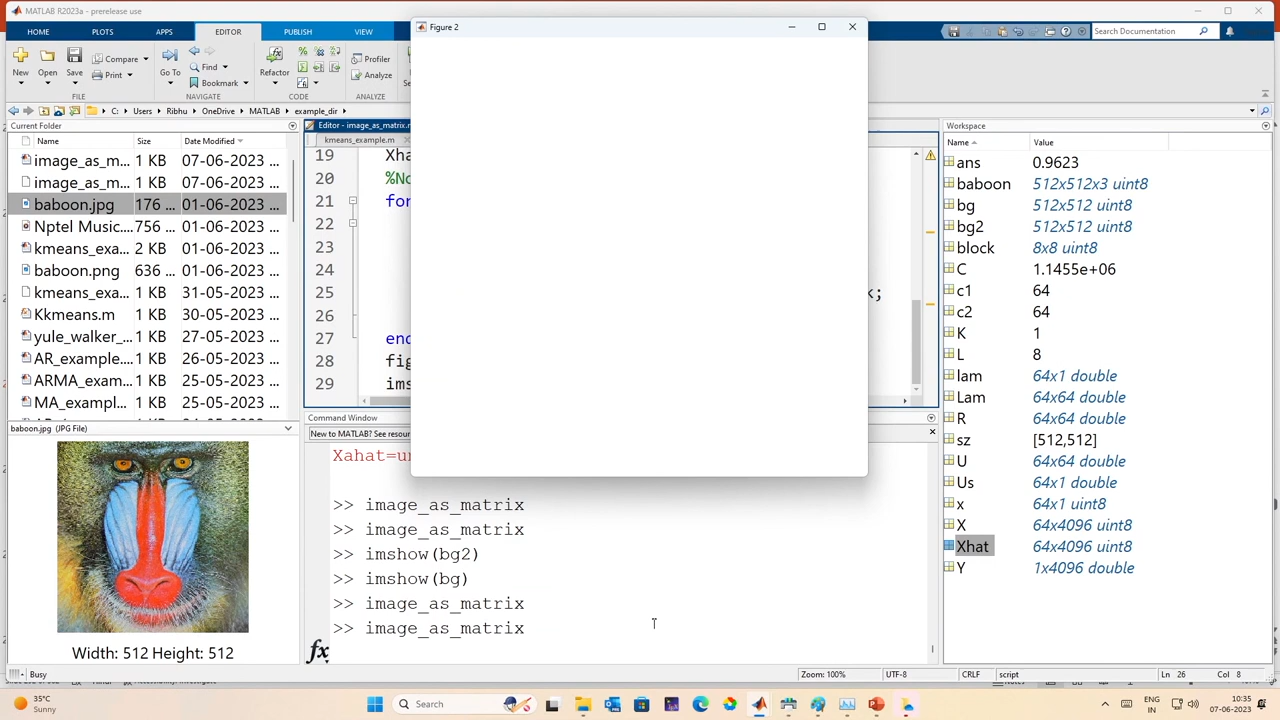 MATLAB R2023a - prerelease use
Figure 2
HOME PLOTS APPS EDITOR PUBLISH VIEW
Search Documentation
New Open Save Compare Print Go To Find Bookmark Refactor Profiler Analyze
FILE NAVIGATE CODE ANALYZE
C: Users Ribhu OneDrive MATLAB example_dir
Current Folder
Name Size Date Modified
image_as_m... 1 KB 07-06-2023 ...
image_as_m... 1 KB 07-06-2023 ...
baboon.jpg 176 ... 01-06-2023 ...
Nptel Music... 756 ... 01-06-2023 ...
kmeans_exa... 2 KB 01-06-2023 ...
baboon.png 636 ... 01-06-2023 ...
kmeans_exa... 1 KB 31-05-2023 ...
Kkmeans.m 1 KB 30-05-2023 ...
yule_walker_... 1 KB 27-05-2023 ...
AR_example.... 1 KB 26-05-2023 ...
ARMA_exam... 1 KB 25-05-2023 ...
MA_exampl... 1 KB 25-05-2023 ...
baboon.jpg (JPG File)
Width: 512 Height: 512
Editor - image_as_matrix.m
kmeans_example.m
19 Xha
20 %No
21 for
22
23
24
25 k;
26
27 end
28 fig
29 ims
Command Window
New to MATLAB? See resour
Xahat=un
>> image_as_matrix
>> image_as_matrix
>> imshow(bg2)
>> imshow(bg)
>> image_as_matrix
>> image_as_matrix
fx
Workspace
Name Value
ans 0.9623
baboon 512x512x3 uint8
bg 512x512 uint8
bg2 512x512 uint8
block 8x8 uint8
C 1.1455e+06
c1 64
c2 64
K 1
L 8
lam 64x1 double
Lam 64x64 double
R 64x64 double
sz [512,512]
U 64x64 double
Us 64x1 double
x 64x1 uint8
X 64x4096 uint8
Xhat 64x4096 uint8
Y 1x4096 double
Busy Zoom: 100% UTF-8 CRLF script Ln 26 Col 8
35°C
Sunny
Search
ENG
IN
10:35
07-06-2023